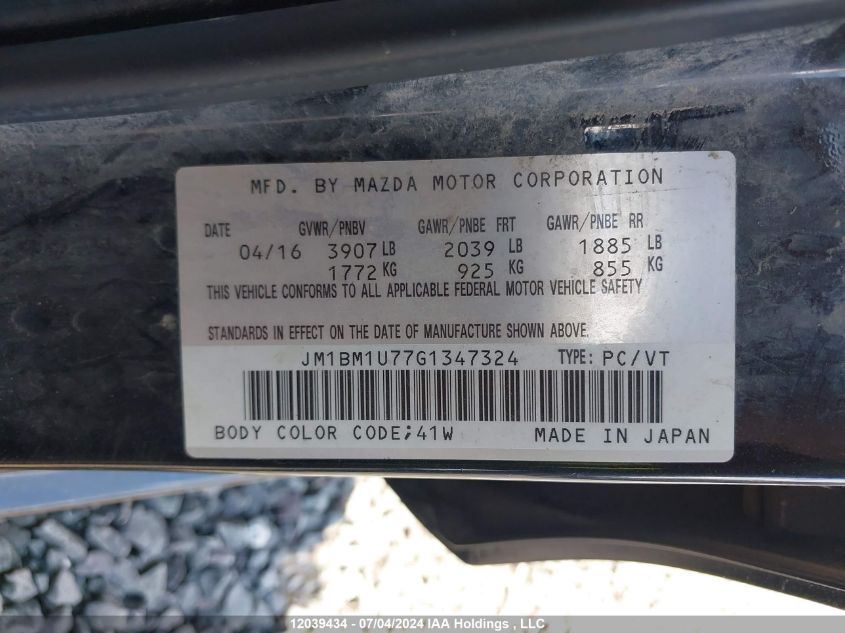 MFD. BY MAZDA MOTOR CORPORATION
DATE GVWR/PNBV GAWR/PNBE FRT GAWR/PNBE RR
04/16 3907 LB 2039 LB 1885 LB
1772 KG 925 KG 855 KG
THIS VEHICLE CONFORMS TO ALL APPLICABLE FEDERAL MOTOR VEHICLE SAFETY
STANDARDS IN EFFECT ON THE DATE OF MANUFACTURE SHOWN ABOVE.
JM1BM1U77G1347324 TYPE: PC/VT
BODY COLOR CODE;41W MADE IN JAPAN
12039434 - 07/04/2024 IAA Holdings , LLC